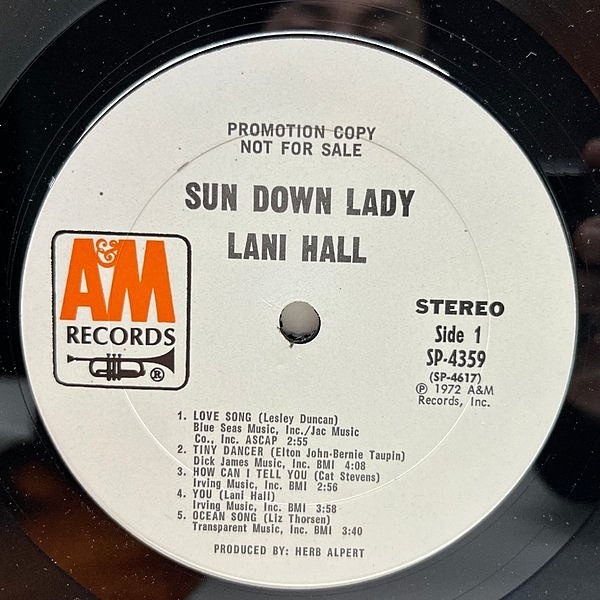 PROMOTION COPY
NOT FOR SALE
SUN DOWN LADY
LANI HALL
A&M
RECORDS
®
STEREO
Side 1
SP-4359
(SP-4617)
℗ 1972 A&M
Records, Inc.
1. LOVE SONG (Lesley Duncan)
Blue Seas Music, Inc./Jac Music
Co., Inc. ASCAP 2:55
2. TINY DANCER (Elton John-Bernie Taupin)
Dick James Music, Inc. BMI 4:08
3. HOW CAN I TELL YOU (Cat Stevens)
Irving Music, Inc. BMI 2:56
4. YOU (Lani Hall)
Irving Music, Inc. BMI 3:58
5. OCEAN SONG (Liz Thorsen)
Transparent Music, Inc. BMI 3:40
PRODUCED BY: HERB ALPERT